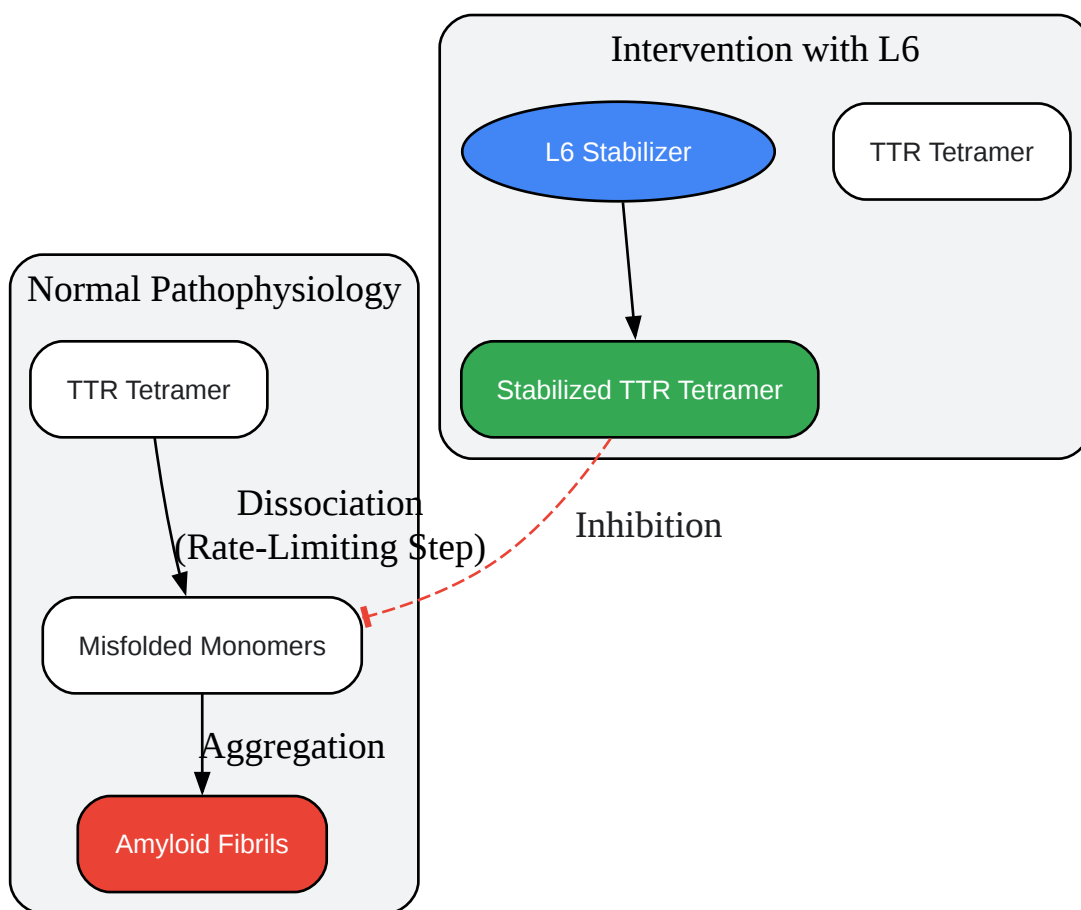 Intervention with L6
L6 Stabilizer
TTR Tetramer
Stabilized TTR Tetramer
Inhibition
Normal Pathophysiology
TTR Tetramer
Dissociation
(Rate-Limiting Step)
Misfolded Monomers
Aggregation
Amyloid Fibrils